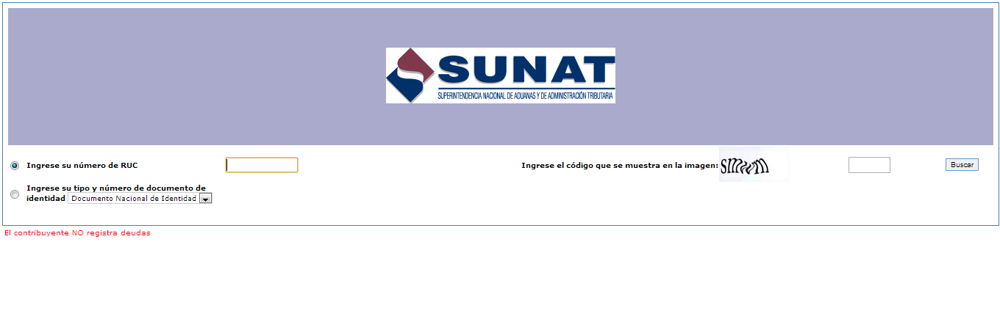 SUNAT
SUPERINTENDENCIA NACIONAL DE ADUANAS Y DE ADMINISTRACIÓN TRIBUTARIA
Ingrese su número de RUC
Ingrese el código que se muestra en la imagen:
Buscar
Ingrese su tipo y número de documento de
identidad Documento Nacional de Identidad
El contribuyente NO registra deudas